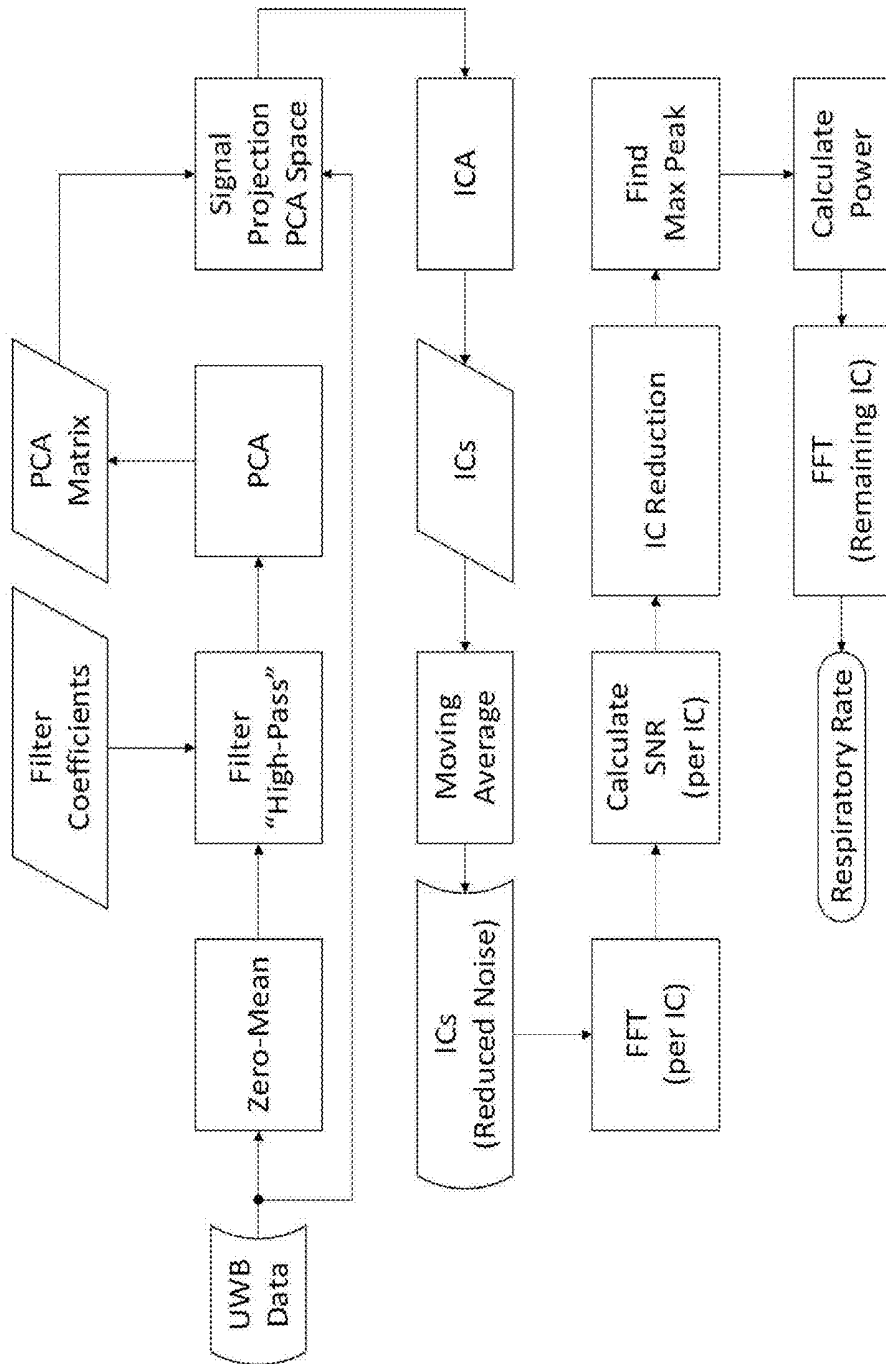 UWB
Data
Zero-Mean
Filter
Coefficients
Filter
“High-Pass”
PCA
Matrix
PCA
Signal
Projection
PCA Space
ICA
ICs
Moving
Average
ICs
(Reduced Noise)
FFT
(per IC)
Calculate
SNR
(per IC)
IC Reduction
Find
Max Peak
Calculate
Power
FFT
(Remaining IC)
Respiratory Rate